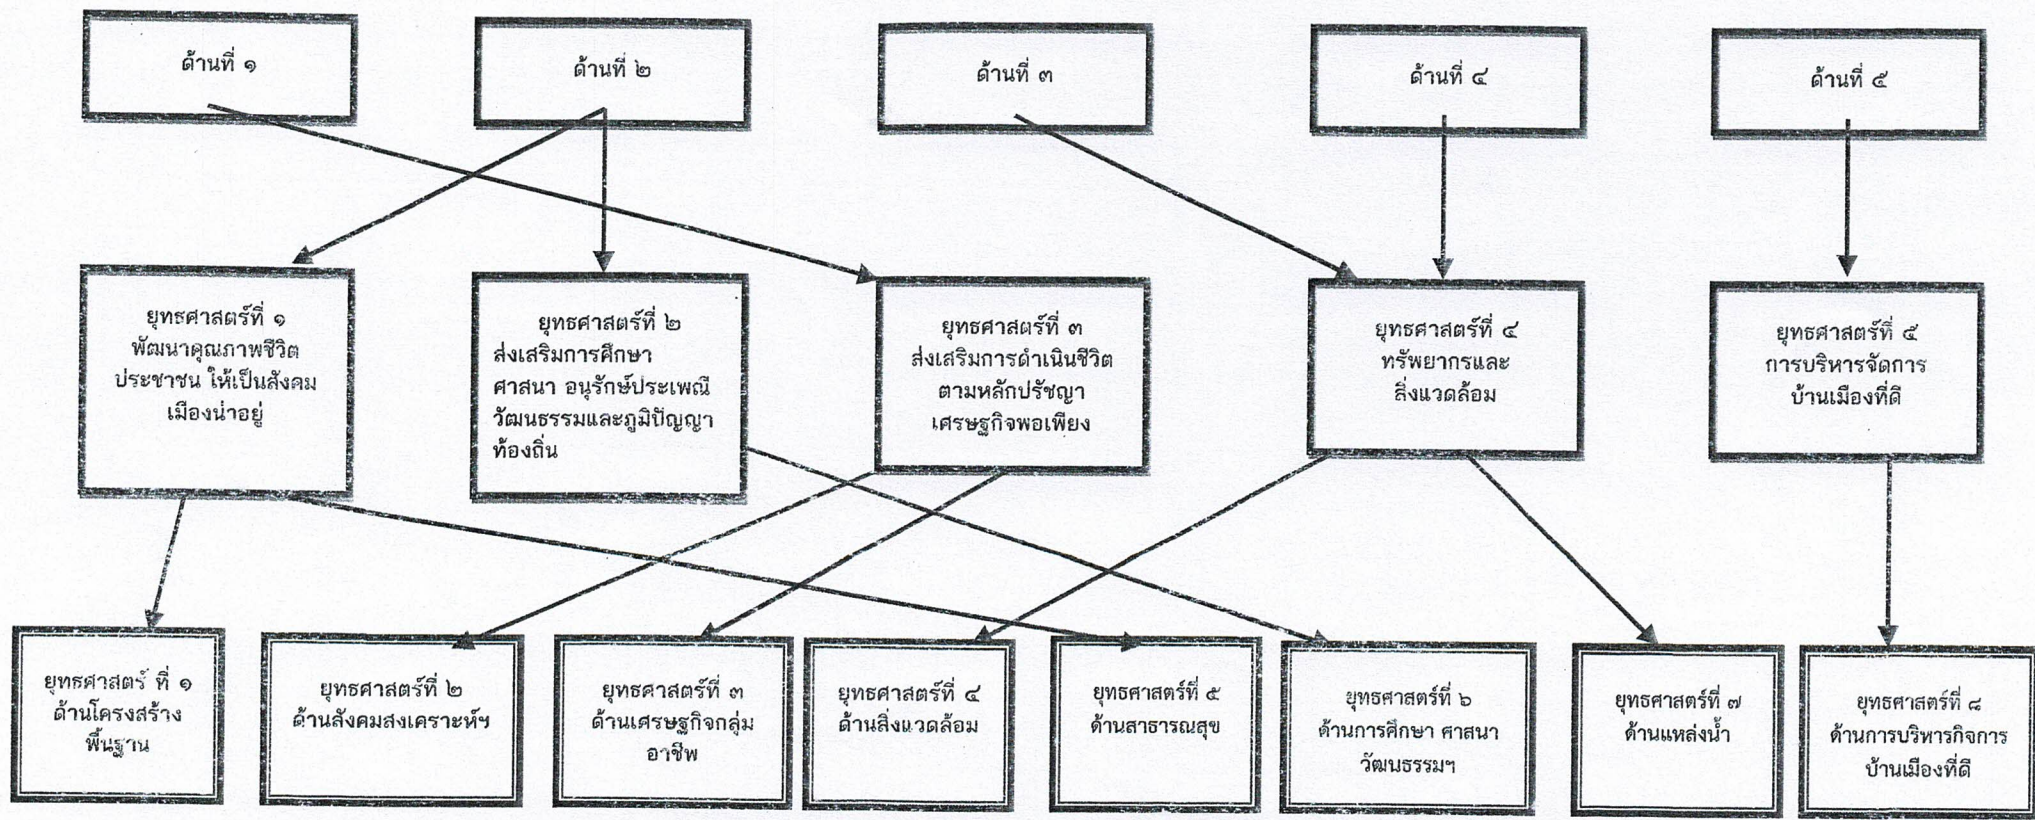 ด้านที่ ๑
ด้านที่ ๒
ด้านที่ ๓
ด้านที่ ๔
ด้านที่ ๕
ยุทธศาสตร์ที่ ๑
พัฒนาคุณภาพชีวิต
ประชาชน ให้เป็นสังคม
เมืองน่าอยู่
ยุทธศาสตร์ที่ ๒
ส่งเสริมการศึกษา
ศาสนา อนุรักษ์ประเพณี
วัฒนธรรมและภูมิปัญญา
ท้องถิ่น
ยุทธศาสตร์ที่ ๓
ส่งเสริมการดำเนินชีวิต
ตามหลักปรัชญา
เศรษฐกิจพอเพียง
ยุทธศาสตร์ที่ ๔
ทรัพยากรและ
สิ่งแวดล้อม
ยุทธศาสตร์ที่ ๕
การบริหารจัดการ
บ้านเมืองที่ดี
ยุทธศาสตร์ ที่ ๑
ด้านโครงสร้าง
พื้นฐาน
ยุทธศาสตร์ที่ ๒
ด้านสังคมสงเคราะห์ฯ
ยุทธศาสตร์ที่ ๓
ด้านเศรษฐกิจกลุ่ม
อาชีพ
ยุทธศาสตร์ที่ ๔
ด้านสิ่งแวดล้อม
ยุทธศาสตร์ที่ ๕
ด้านสาธารณสุข
ยุทธศาสตร์ที่ ๖
ด้านการศึกษา ศาสนา
วัฒนธรรมฯ
ยุทธศาสตร์ที่ ๗
ด้านแหล่งน้ำ
ยุทธศาสตร์ที่ ๘
ด้านการบริหารกิจการ
บ้านเมืองที่ดี